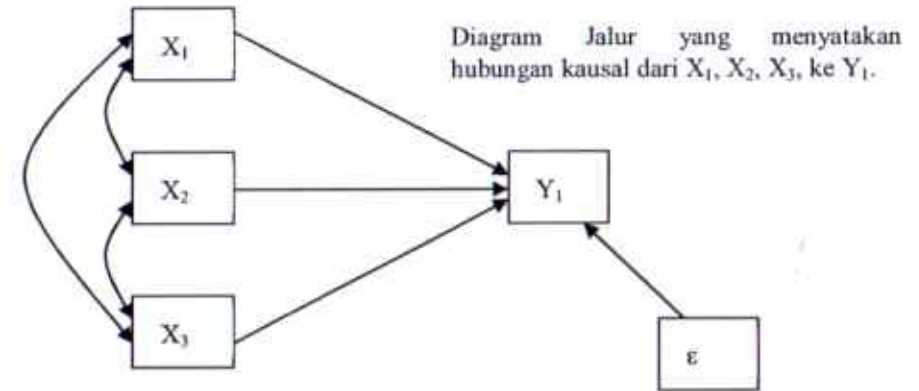 X₁
Diagram Jalur yang menyatakan
hubungan kausal dari X₁, X₂, X₃, ke Y₁.
X₂
Y₁
X₃
ε